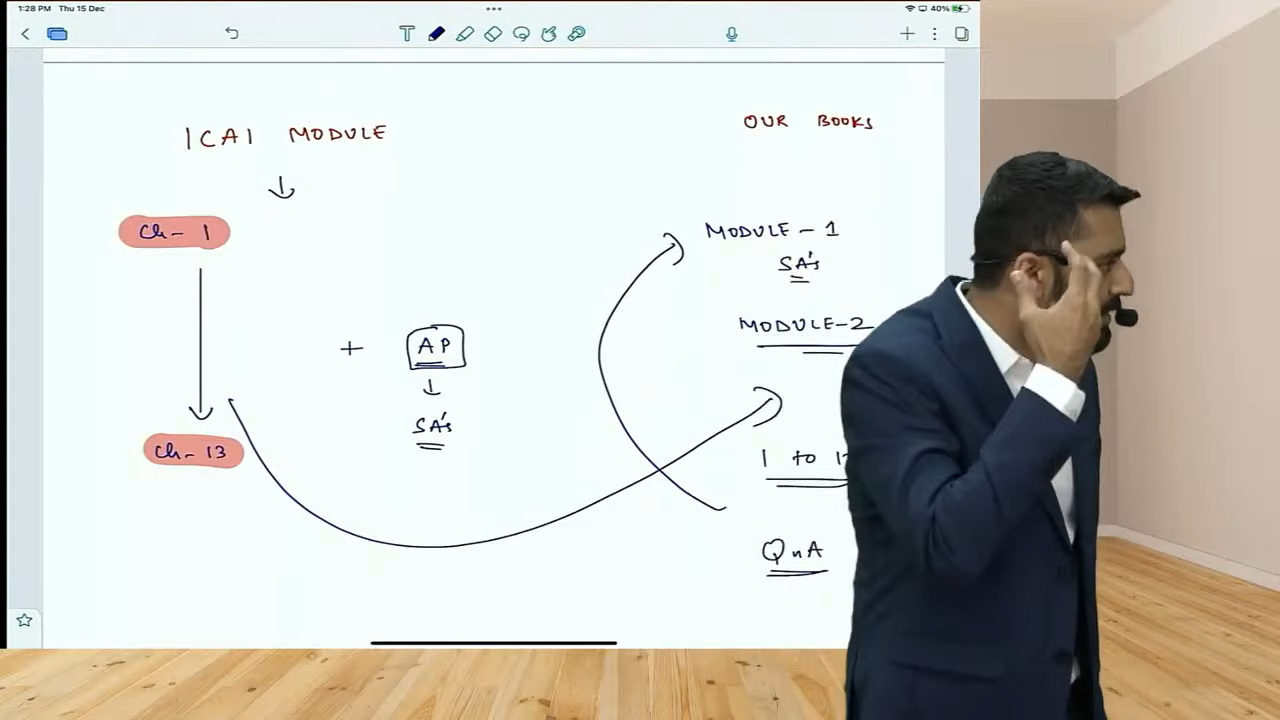 1:28 PM Thu 15 Dec
40%
ICAI MODULE
OUR BOOKS
Ch- 1
MODULE - 1
SA's
MODULE-2
+ AP
SA's
Ch- 13
1 to
QnA